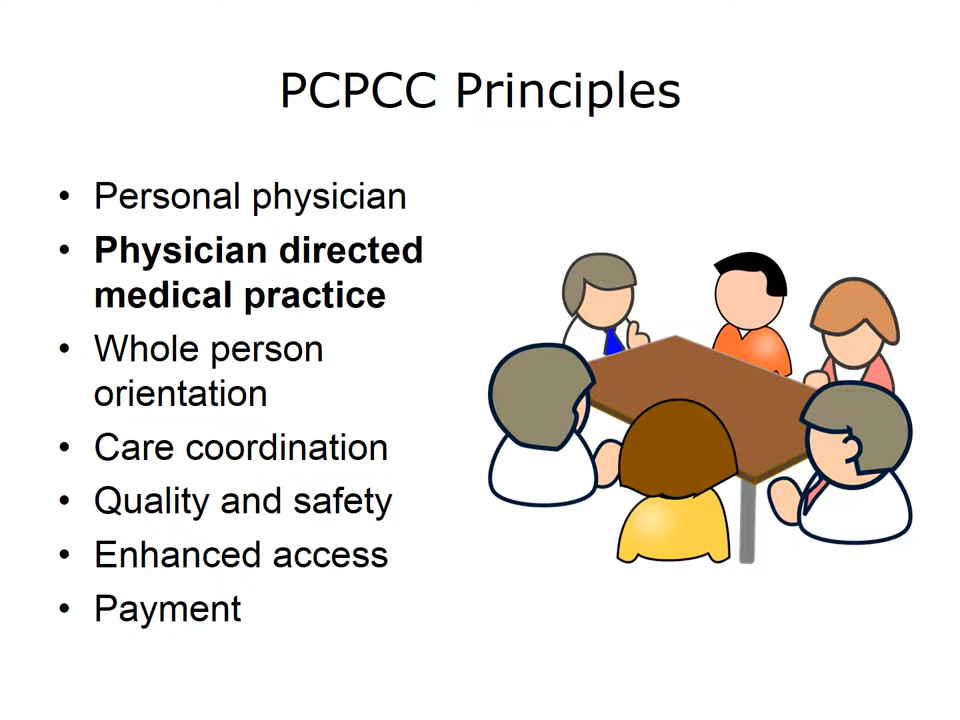 PCPCC Principles
• Personal physician
• Physician directed
medical practice
• Whole person
orientation
• Care coordination
• Quality and safety
• Enhanced access
• Payment